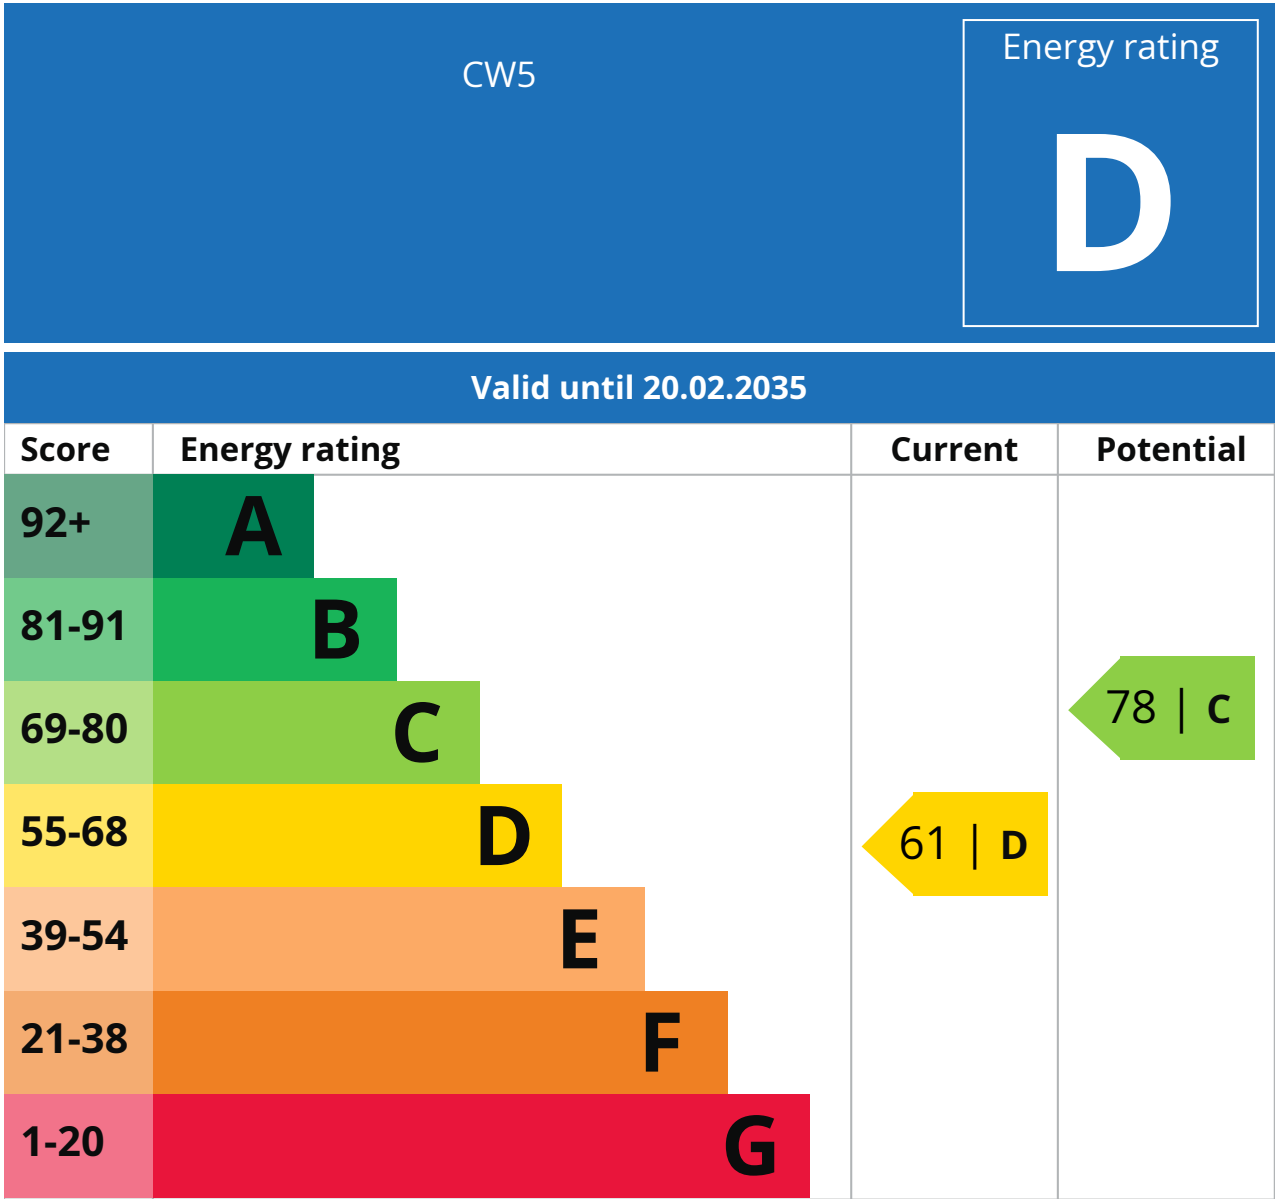 CW5
Energy rating
D
Valid until 20.02.2035
Score Energy rating Current Potential
92+ A
81-91 B
69-80 C
78 | C
55-68 D
61 | D
39-54 E
21-38 F
1-20 G